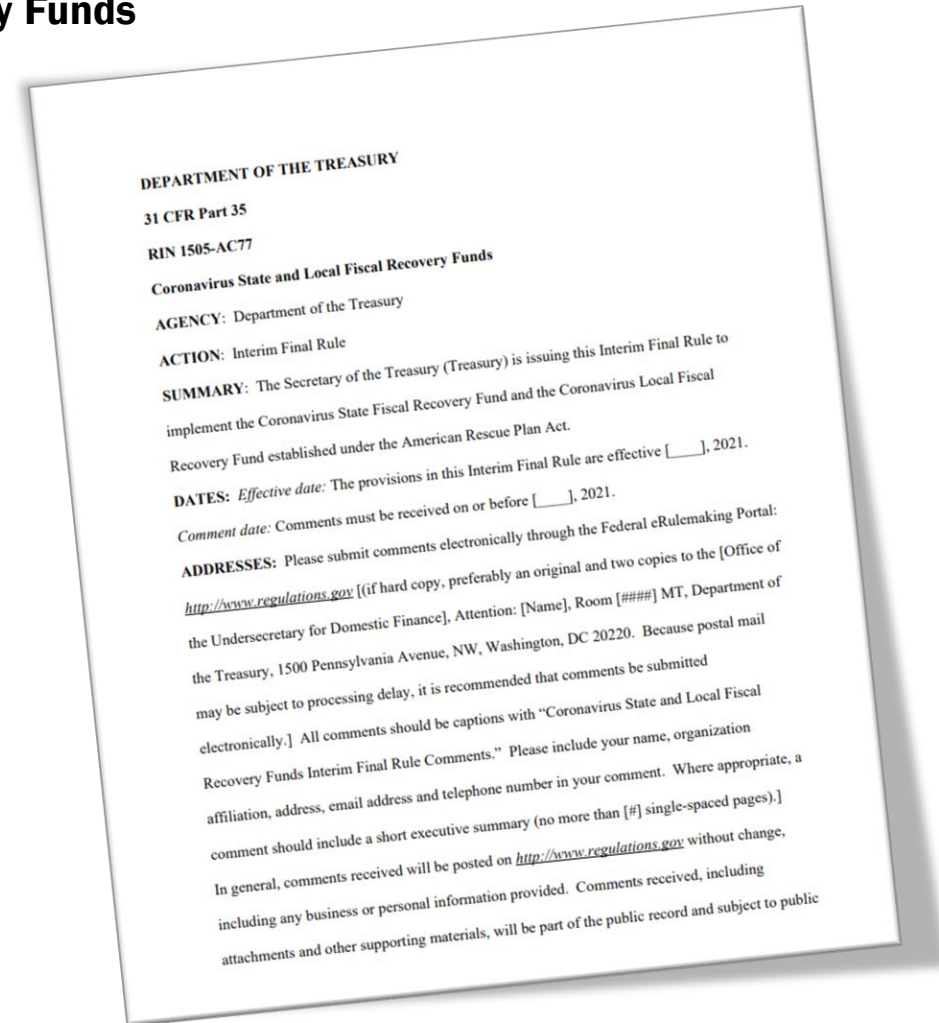 y Funds
DEPARTMENT OF THE TREASURY
31 CFR Part 35
RIN 1505-AC77
Coronavirus State and Local Fiscal Recovery Funds
AGENCY: Department of the Treasury
ACTION: Interim Final Rule
SUMMARY: The Secretary of the Treasury (Treasury) is issuing this Interim Final Rule to
implement the Coronavirus State Fiscal Recovery Fund and the Coronavirus Local Fiscal
Recovery Fund established under the American Rescue Plan Act.
DATES: Effective date: The provisions in this Interim Final Rule are effective [____], 2021.
Comment date: Comments must be received on or before [____], 2021.
ADDRESSES: Please submit comments electronically through the Federal eRulemaking Portal:
http://www.regulations.gov [(if hard copy, preferably an original and two copies to the [Office of
the Undersecretary for Domestic Finance], Attention: [Name], Room [####] MT, Department of
the Treasury, 1500 Pennsylvania Avenue, NW, Washington, DC 20220. Because postal mail
may be subject to processing delay, it is recommended that comments be submitted
electronically.] All comments should be captions with “Coronavirus State and Local Fiscal
Recovery Funds Interim Final Rule Comments.” Please include your name, organization
affiliation, address, email address and telephone number in your comment. Where appropriate, a
comment should include a short executive summary (no more than [#] single-spaced pages).]
In general, comments received will be posted on http://www.regulations.gov without change,
including any business or personal information provided. Comments received, including
attachments and other supporting materials, will be part of the public record and subject to public